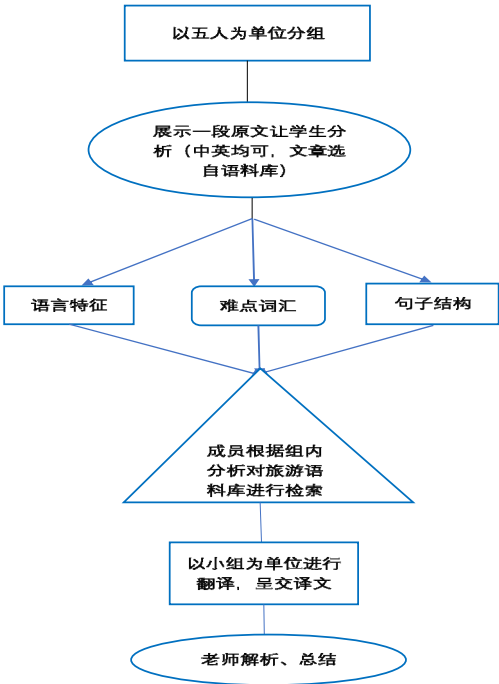 以五人为单位分组
展示一段原文让学生分
析（中英均可，文章选
自语料库）
语言特征
难点词汇
句子结构
成员根据组内
分析对旅游语
料库进行检索
以小组为单位进行
翻译，呈交译文
老师解析、总结